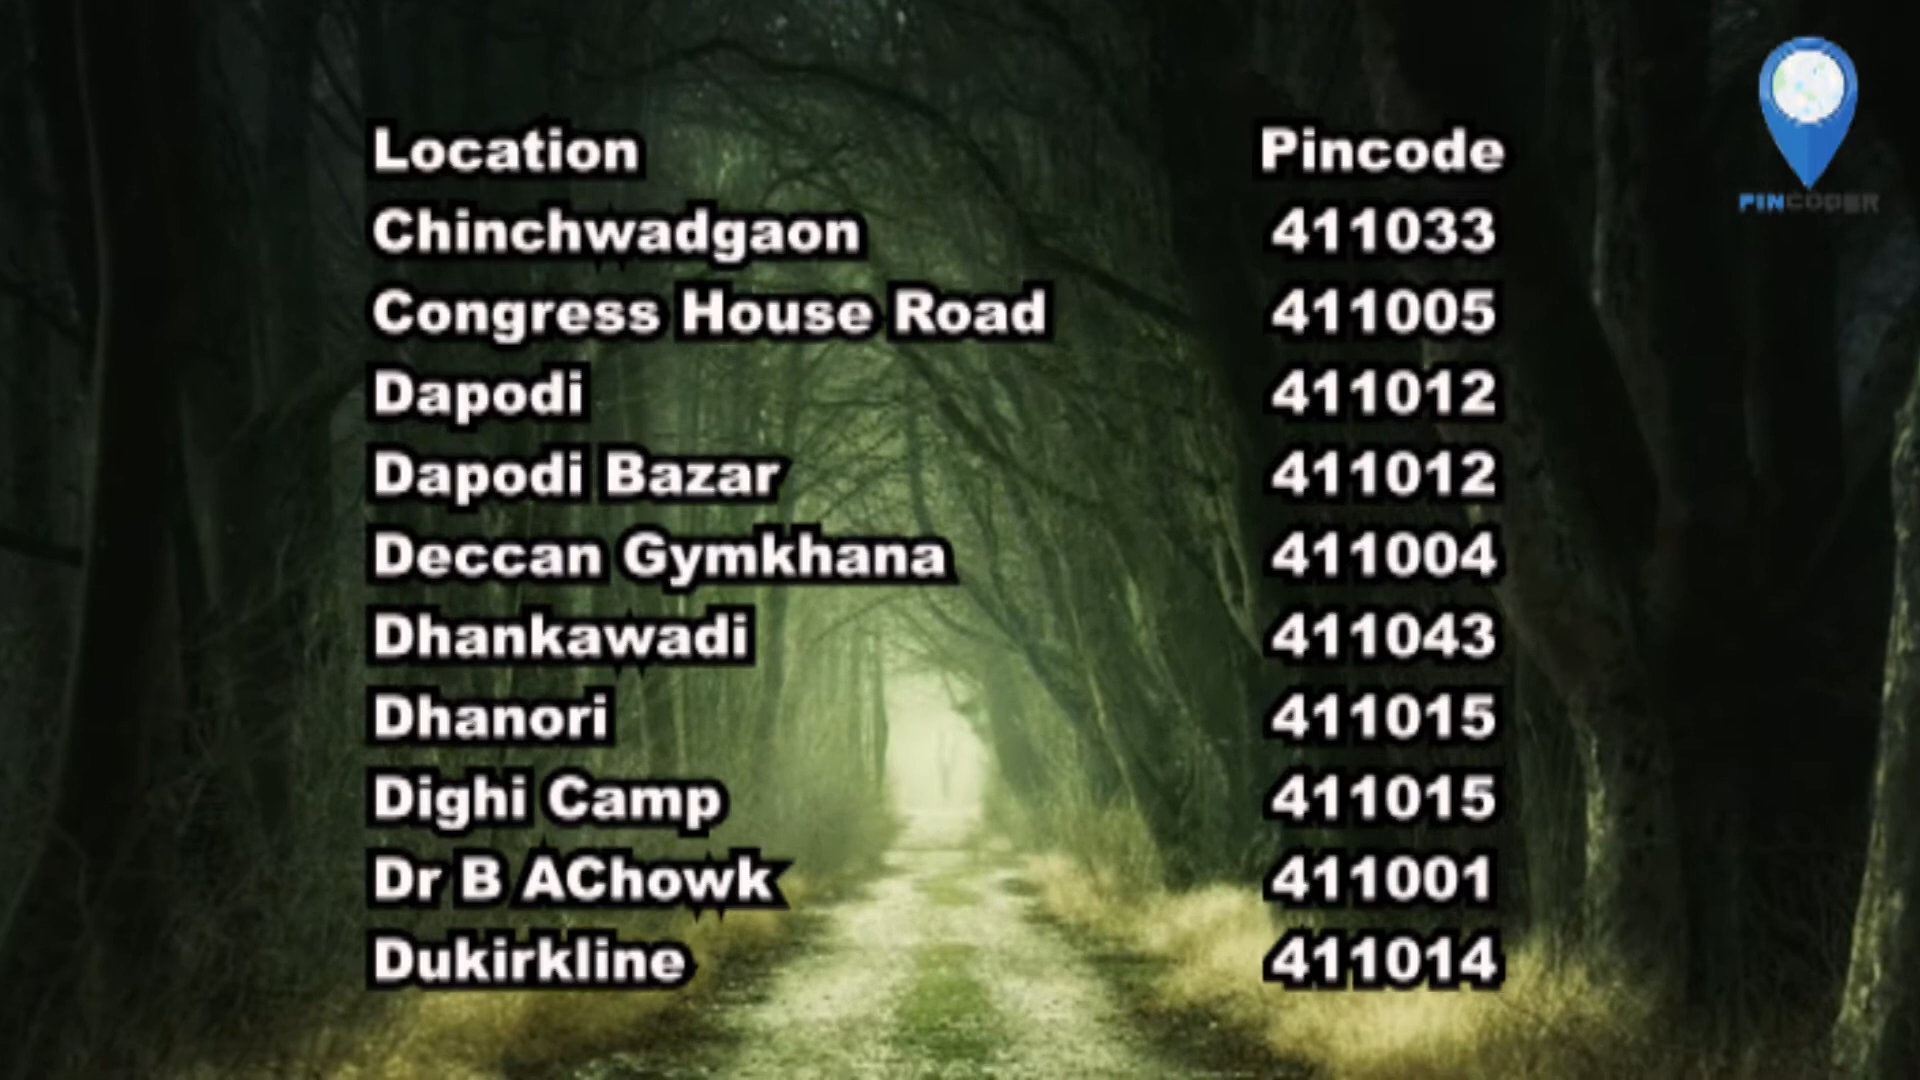 Location Pincode
Chinchwadgaon 411033
Congress House Road 411005
Dapodi 411012
Dapodi Bazar 411012
Deccan Gymkhana 411004
Dhankawadi 411043
Dhanori 411015
Dighi Camp 411015
Dr B AChowk 411001
Dukirkline 411014
PINCODER